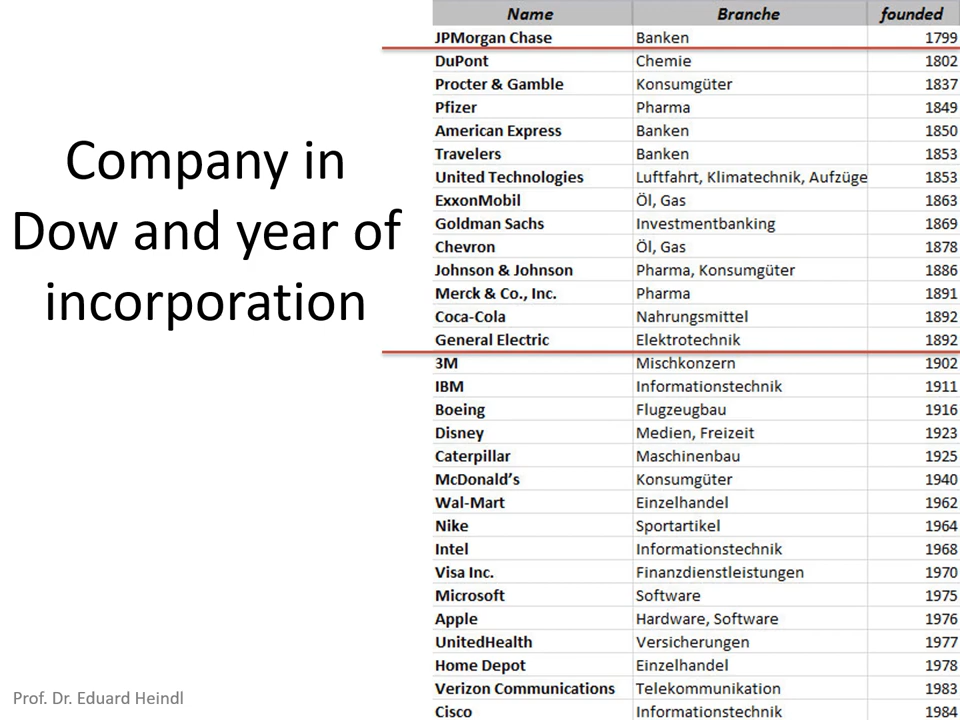 Company in
Dow and year of
incorporation
Name Branche founded
JPMorgan Chase Banken 1799
DuPont Chemie 1802
Procter & Gamble Konsumgüter 1837
Pfizer Pharma 1849
American Express Banken 1850
Travelers Banken 1853
United Technologies Luftfahrt, Klimatechnik, Aufzüge 1853
ExxonMobil Öl, Gas 1863
Goldman Sachs Investmentbanking 1869
Chevron Öl, Gas 1878
Johnson & Johnson Pharma, Konsumgüter 1886
Merck & Co., Inc. Pharma 1891
Coca-Cola Nahrungsmittel 1892
General Electric Elektrotechnik 1892
3M Mischkonzern 1902
IBM Informationstechnik 1911
Boeing Flugzeugbau 1916
Disney Medien, Freizeit 1923
Caterpillar Maschinenbau 1925
McDonald’s Konsumgüter 1940
Wal-Mart Einzelhandel 1962
Nike Sportartikel 1964
Intel Informationstechnik 1968
Visa Inc. Finanzdienstleistungen 1970
Microsoft Software 1975
Apple Hardware, Software 1976
UnitedHealth Versicherungen 1977
Home Depot Einzelhandel 1978
Verizon Communications Telekommunikation 1983
Cisco Informationstechnik 1984
Prof. Dr. Eduard Heindl